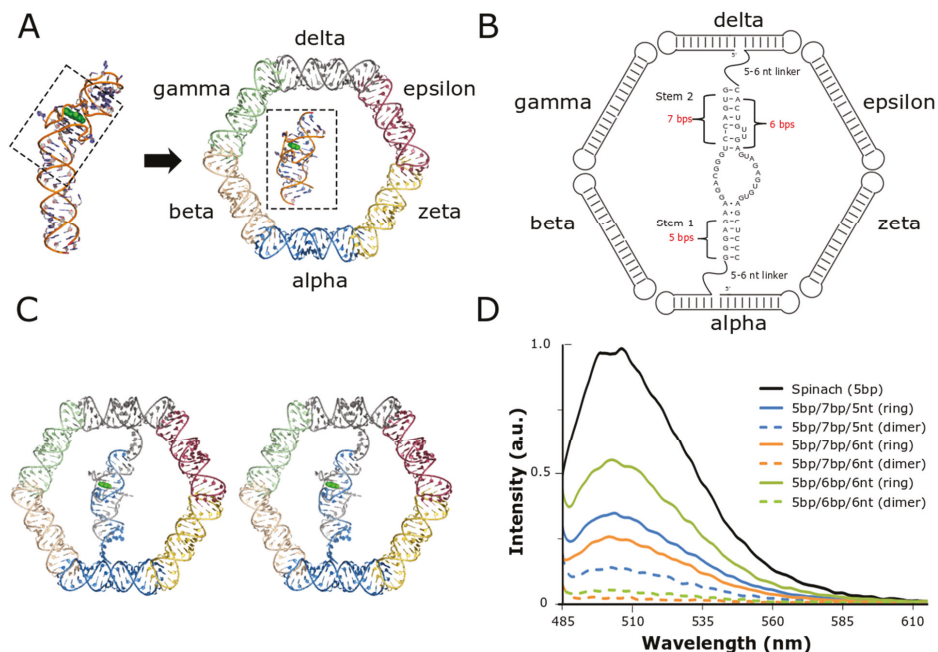 A
delta
gamma
epsilon
beta
zeta
alpha
B
delta
5'
5-6 nt linker
Stem 2
7 bps
6 bps
gamma
epsilon
beta
zeta
Stem 1
5 bps
5-6 nt linker
5'
alpha
C
D
1.0
0.5
0
Intensity (a.u.)
485
510
535
560
585
610
Wavelength (nm)
Spinach (5bp)
5bp/7bp/5nt (ring)
5bp/7bp/5nt (dimer)
5bp/7bp/6nt (ring)
5bp/7bp/6nt (dimer)
5bp/6bp/6nt (ring)
5bp/6bp/6nt (dimer)